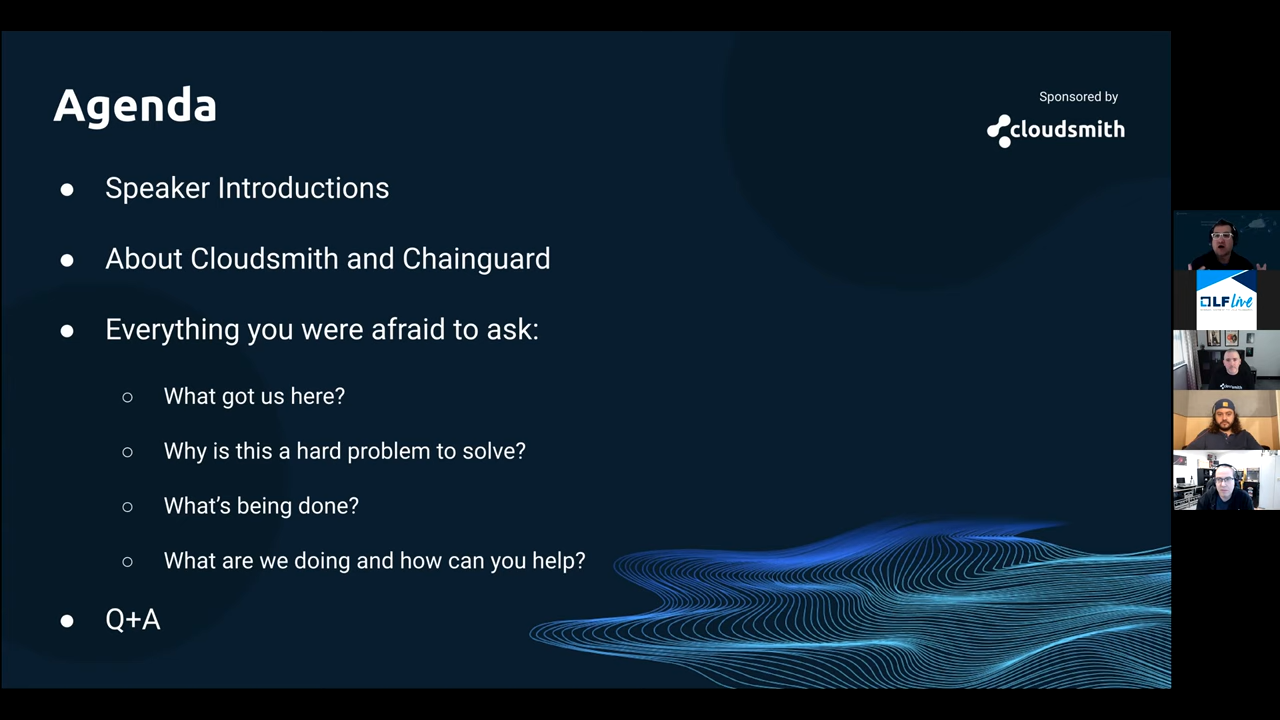 Agenda
Sponsored by
cloudsmith
● Speaker Introductions
● About Cloudsmith and Chainguard
● Everything you were afraid to ask:
○ What got us here?
○ Why is this a hard problem to solve?
○ What’s being done?
○ What are we doing and how can you help?
● Q+A
LF Live